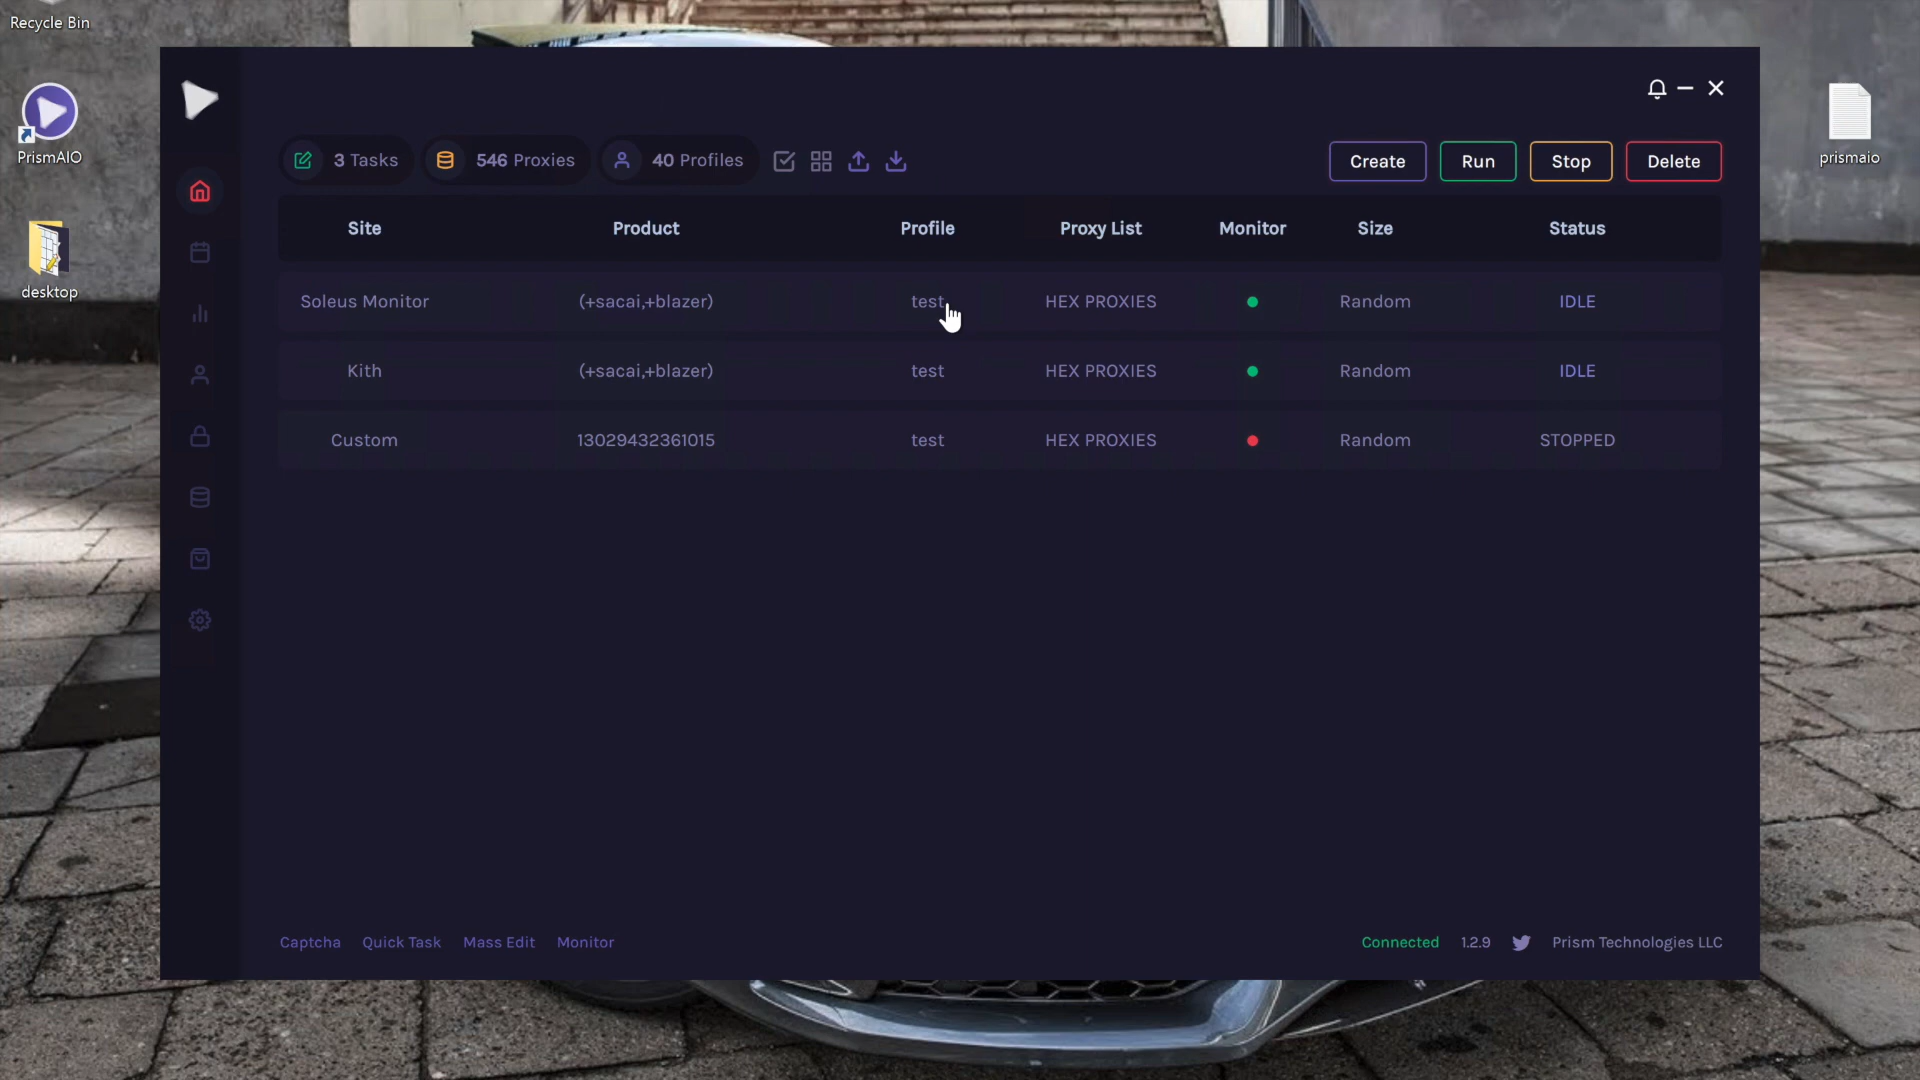 Recycle Bin
PrismAIO
desktop
prismaio
3 Tasks 546 Proxies 40 Profiles Create Run Stop Delete
Site Product Profile Proxy List Monitor Size Status
Soleus Monitor (+sacai,+blazer) test HEX PROXIES Random IDLE
Kith (+sacai,+blazer) test HEX PROXIES Random IDLE
Custom 13029432361015 test HEX PROXIES Random STOPPED
Captcha Quick Task Mass Edit Monitor Connected 1.2.9 Prism Technologies LLC